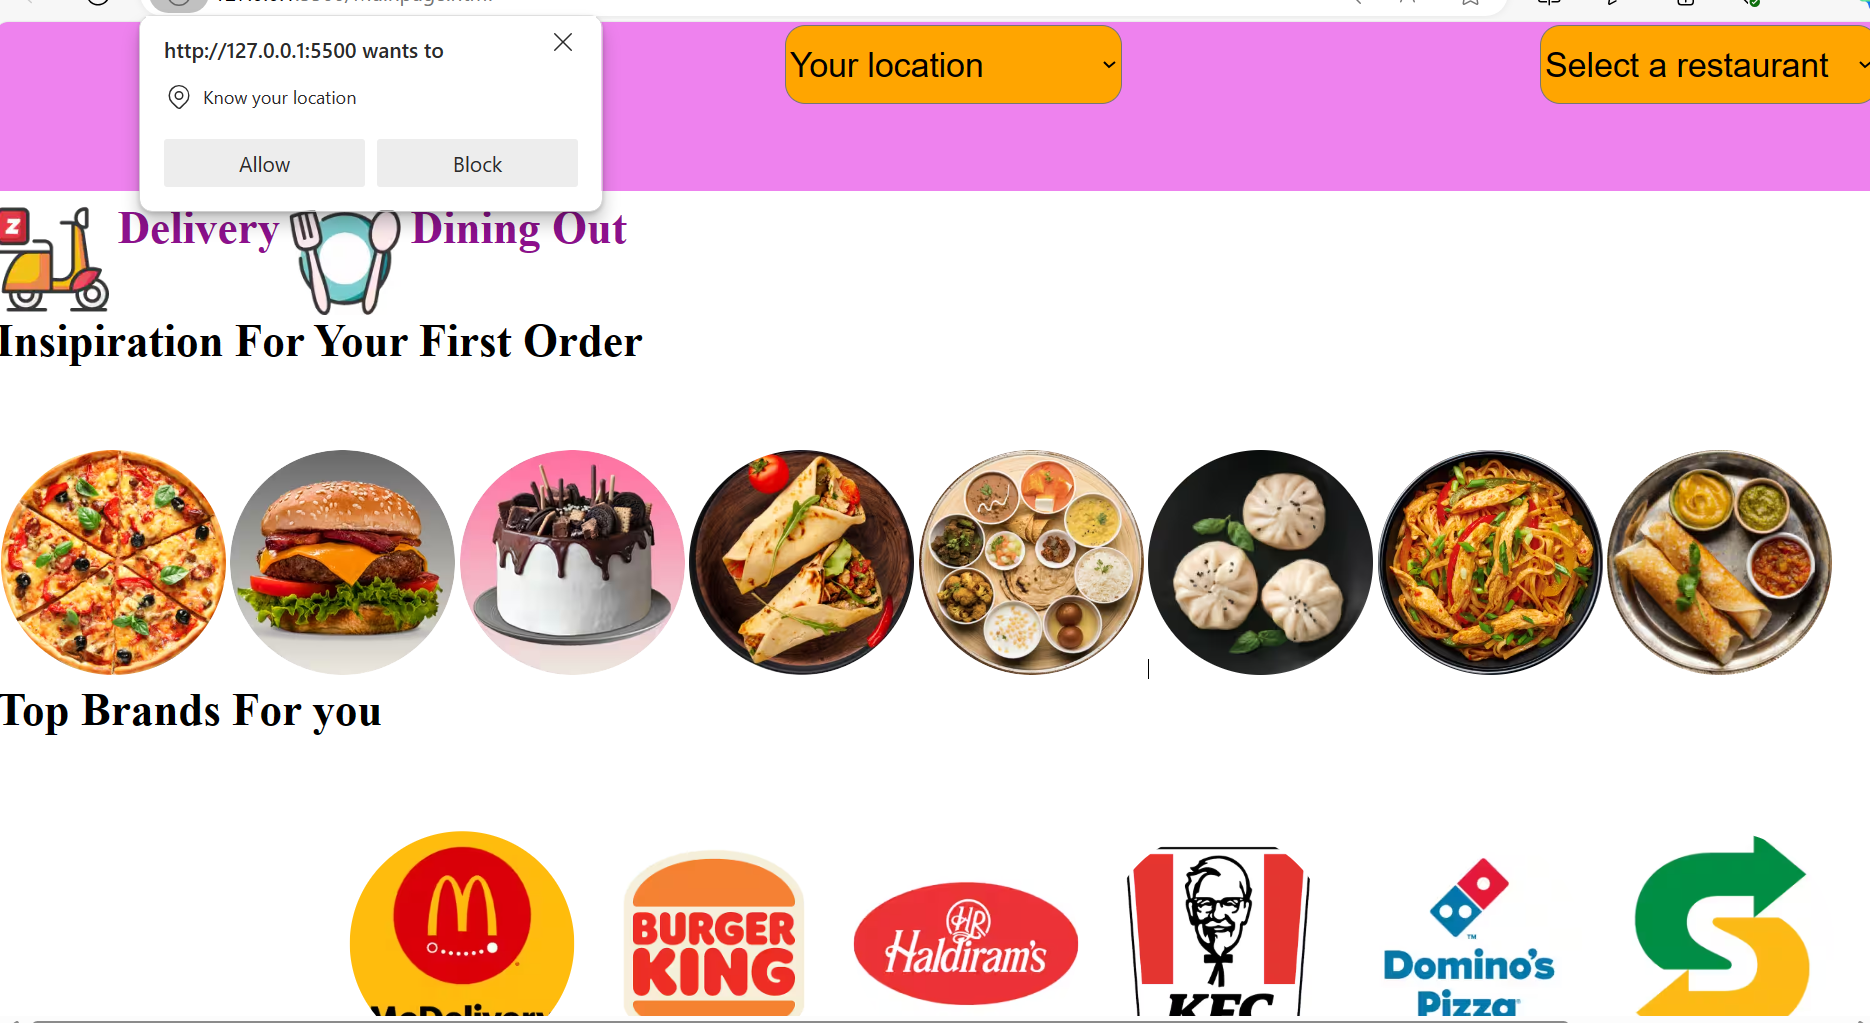 http://127.0.0.1:5500 wants to
Know your location
Allow
Block
Your location
Select a restaurant
Z
Delivery
Dining Out
Insipiration For Your First Order
Top Brands For you
McDelivery
BURGER
KING
HR
Haldiram's
KFC
Domino's
Pizza